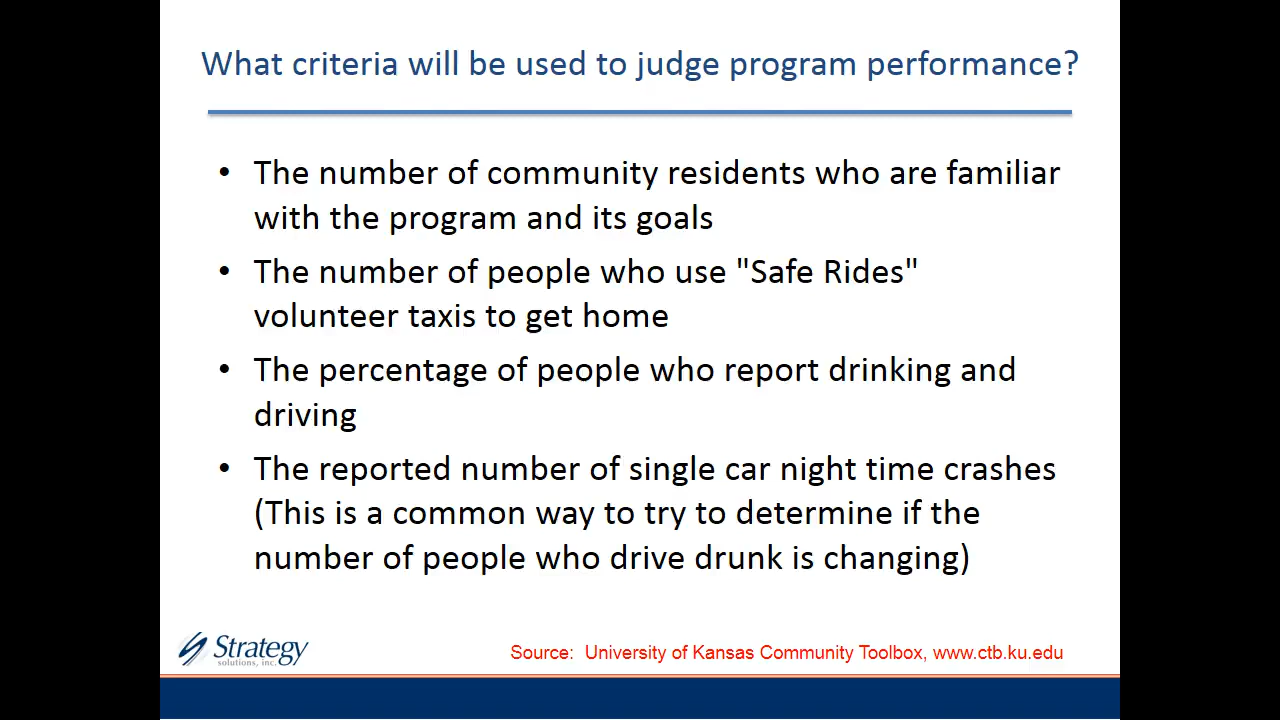 What criteria will be used to judge program performance?
• The number of community residents who are familiar
with the program and its goals
• The number of people who use "Safe Rides"
volunteer taxis to get home
• The percentage of people who report drinking and
driving
• The reported number of single car night time crashes
(This is a common way to try to determine if the
number of people who drive drunk is changing)
Strategy
solutions, inc.
Source: University of Kansas Community Toolbox, www.ctb.ku.edu